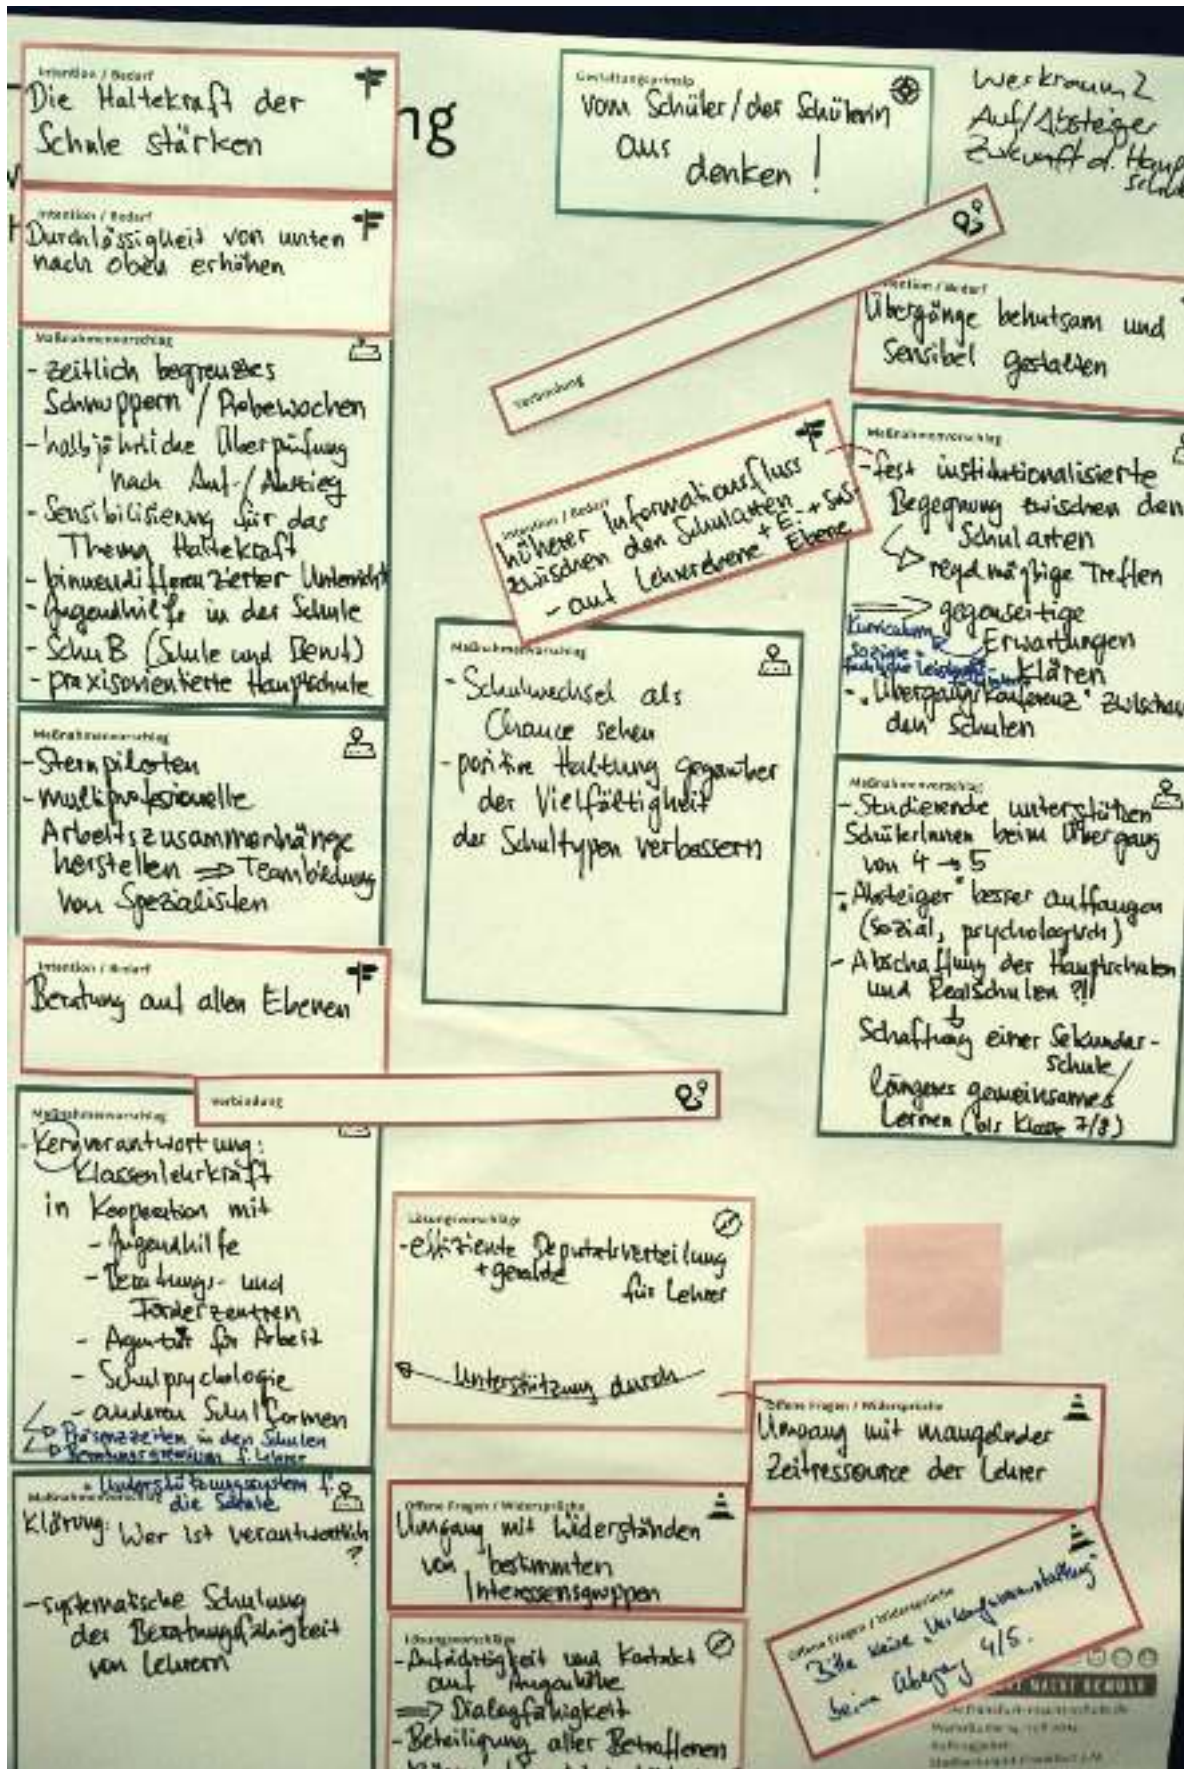 ng
Werkraum 2
Auf/Absteiger
Zukunft d. Haupt
schule
Intention / Bedarf
Die Haltekraft der
Schule stärken
Intention / Bedarf
Durchlässigkeit von unten
nach oben erhöhen
Maßnahmenvorschlag
- zeitlich begrenztes
Schnuppern / Probewochen
- halbjährliche Überprüfung
nach Auf-/Abstieg
- Sensibilisierung für das
Thema Haltekraft
- binnendifferenzierter Unterricht
- Jugendhilfe in der Schule
- SchuB (Schule und Beruf)
- praxisorientierte Hauptschule
Maßnahmenvorschlag
- Sternpiloten
- multiprofessionelle
Arbeitszusammenhänge
herstellen => Teambildung
von Spezialisten
Intention / Bedarf
Beratung auf allen Ebenen
Verbindung
Maßnahmenvorschlag
- Kernverantwortung:
Klassenlehrkraft
in Kooperation mit
- Jugendhilfe
- Beratungs- und
Förderzentren
- Agentur für Arbeit
- Schulpsychologie
- anderen Schulformen
Präsenzzeiten in den Schulen
Beratungsgremium f. Lehrer
+ Unterstützungssystem f.
die Schule
Maßnahmenvorschlag
Klärung: Wer ist verantwortlich
?
- systematische Schulung
der Beratungsfähigkeit
von Lehrern
Gestaltungsprinzip
vom Schüler/der Schülerin
aus
denken !
Verbindung
Intention / Bedarf
höherer Informationsfluss
zwischen den Schularten
- auf Lehrerebene + E. + SuS-
Ebene
Maßnahmenvorschlag
- Schulwechsel als
Chance sehen
- positive Haltung gegenüber
der Vielfältigkeit
der Schultypen verbessern
Intention / Bedarf
Übergänge behutsam und
sensibel gestalten
Maßnahmenvorschlag
- fest institutionalisierte
Begegnung zwischen den
Schularten
regelmäßige Treffen
gegenseitige
Erwartungen
klären
Kurriculum
soziale +
fachliche
- "Übergangskonferenz" zwischen
den Schulen
Maßnahmenvorschlag
- Studierende unterstützen
SchülerInnen beim Übergang
von 4 → 5
- "Absteiger" besser auffangen
(sozial, psychologisch)
- Abschaffung der Hauptschulen
und Realschulen ?!!
Schaffung einer Sekundar-
schule /
längeres gemeinsames
Lernen (bis Klasse 7/8)
Lösungsvorschläge
- effiziente Deputatsverteilung
+ gerechte
für Lehrer
Unterstützung durch
Offene Fragen / Widersprüche
Umgang mit mangelnder
Zeitressource der Lehrer
Offene Fragen / Widersprüche
Umgang mit Widerständen
von bestimmten
Interessensgruppen
Offene Fragen / Widersprüche
Bitte keine
beim Übergang 4/5.
Lösungsvorschläge
- Aufrichtigkeit und Kontakt
auf Augenhöhe
=> Dialogfähigkeit
- Beteiligung aller Betroffenen
MACHT SCHULE